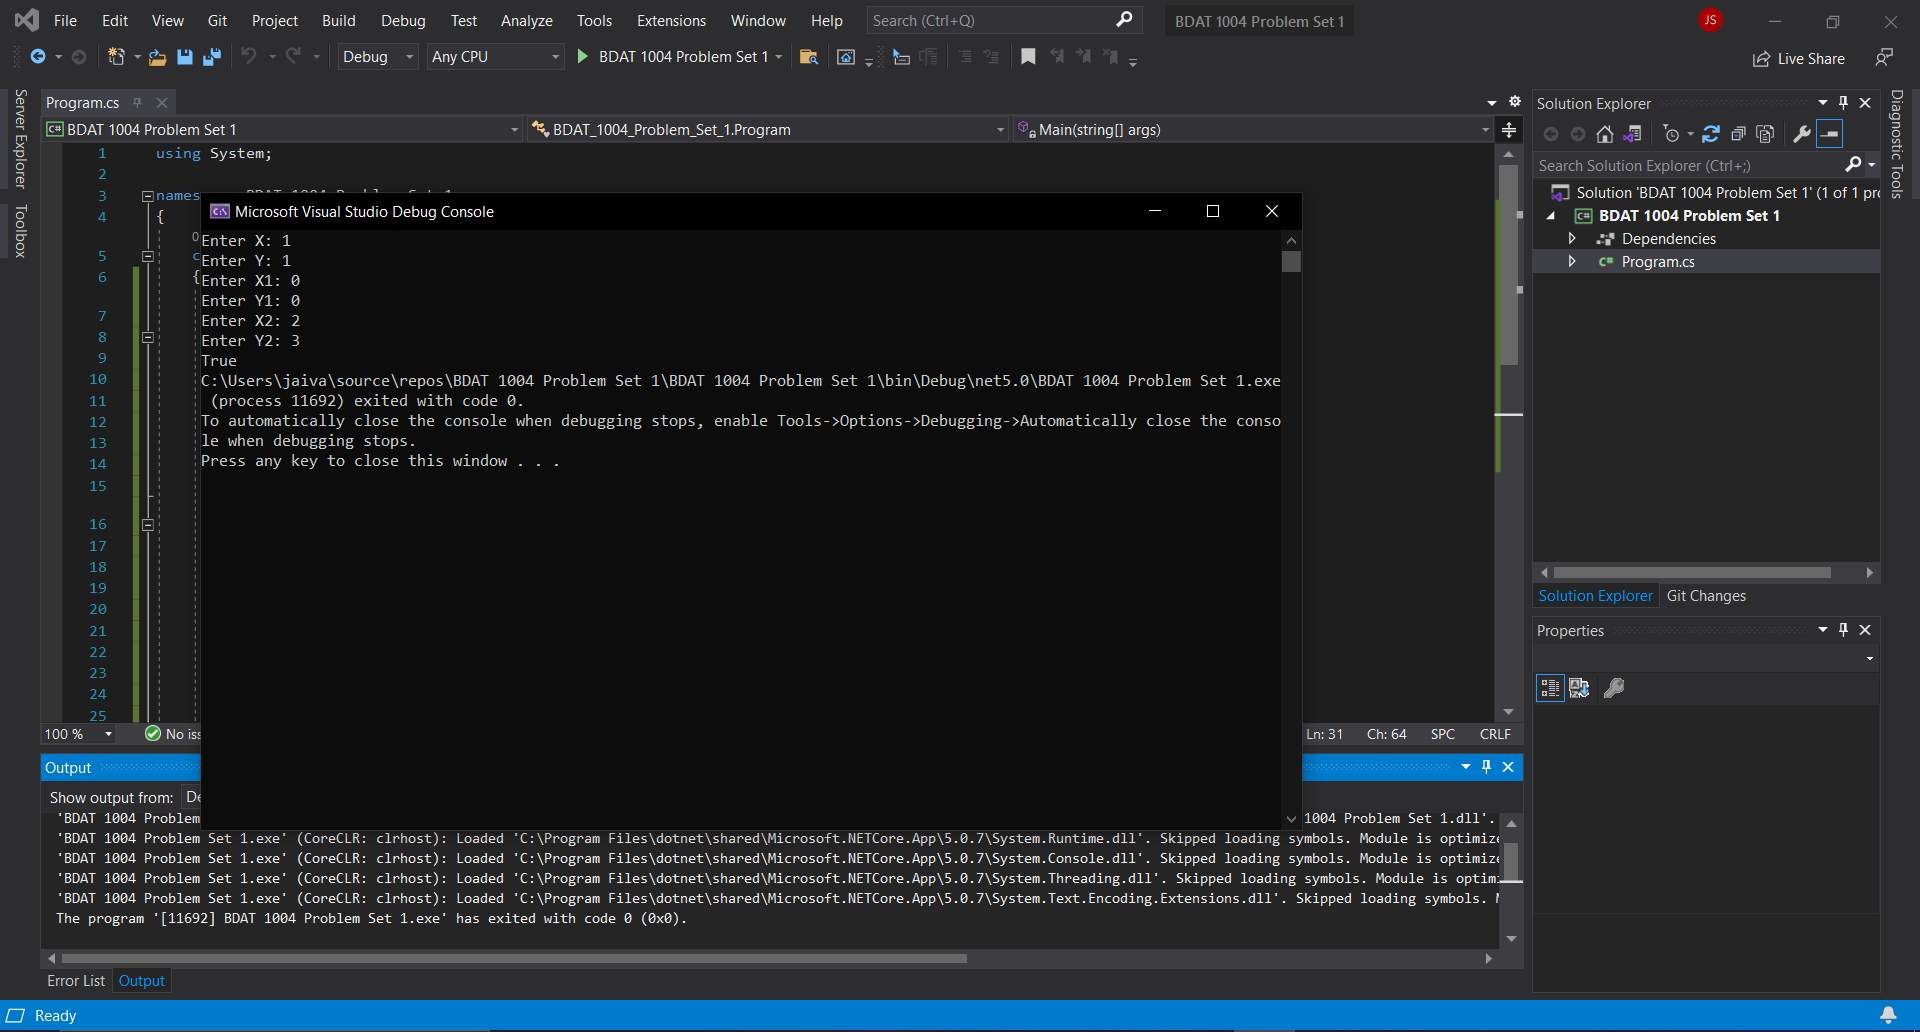 File Edit View Git Project Build Debug Test Analyze Tools Extensions Window Help Search (Ctrl+Q) BDAT 1004 Problem Set 1 JS
Debug Any CPU BDAT 1004 Problem Set 1 Live Share
Server Explorer
Toolbox
Program.cs
BDAT 1004 Problem Set 1 BDAT_1004_Problem_Set_1.Program Main(string[] args)
1 using System;
2
3 names
4 {
5
6 {
7
8
9
10
11
12
13
14
15
16
17
18
19
20
21
22
23
24
25
Microsoft Visual Studio Debug Console
Enter X: 1
Enter Y: 1
Enter X1: 0
Enter Y1: 0
Enter X2: 2
Enter Y2: 3
True
C:\Users\jaiva\source\repos\BDAT 1004 Problem Set 1\BDAT 1004 Problem Set 1\bin\Debug\net5.0\BDAT 1004 Problem Set 1.exe
(process 11692) exited with code 0.
To automatically close the console when debugging stops, enable Tools->Options->Debugging->Automatically close the conso
le when debugging stops.
Press any key to close this window . . .
100 % No iss Ln: 31 Ch: 64 SPC CRLF
Output
Show output from: De
'BDAT 1004 Problem 1004 Problem Set 1.dll'.
'BDAT 1004 Problem Set 1.exe' (CoreCLR: clrhost): Loaded 'C:\Program Files\dotnet\shared\Microsoft.NETCore.App\5.0.7\System.Runtime.dll'. Skipped loading symbols. Module is optimize
'BDAT 1004 Problem Set 1.exe' (CoreCLR: clrhost): Loaded 'C:\Program Files\dotnet\shared\Microsoft.NETCore.App\5.0.7\System.Console.dll'. Skipped loading symbols. Module is optimize
'BDAT 1004 Problem Set 1.exe' (CoreCLR: clrhost): Loaded 'C:\Program Files\dotnet\shared\Microsoft.NETCore.App\5.0.7\System.Threading.dll'. Skipped loading symbols. Module is optimi
'BDAT 1004 Problem Set 1.exe' (CoreCLR: clrhost): Loaded 'C:\Program Files\dotnet\shared\Microsoft.NETCore.App\5.0.7\System.Text.Encoding.Extensions.dll'. Skipped loading symbols. M
The program '[11692] BDAT 1004 Problem Set 1.exe' has exited with code 0 (0x0).
Error List Output
Ready
Solution Explorer
Search Solution Explorer (Ctrl+;)
Solution 'BDAT 1004 Problem Set 1' (1 of 1 pro
BDAT 1004 Problem Set 1
Dependencies
Program.cs
Solution Explorer Git Changes
Properties
Diagnostic Tools